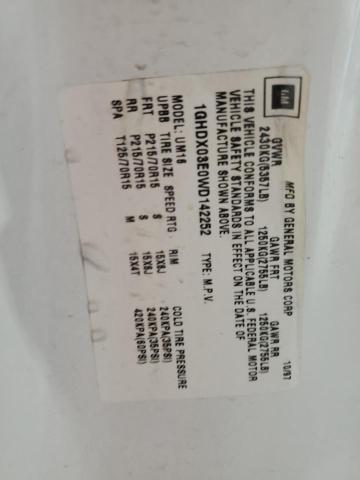 GM
MFD BY GENERAL MOTORS CORP 10/97
GVWR GAWR FRT GAWR RR
2430KG(5357LB) 1250KG(2755LB) 1250KG(2755LB)
THIS VEHICLE CONFORMS TO ALL APPLICABLE U.S. FEDERAL MOTOR
VEHICLE SAFETY STANDARDS IN EFFECT ON THE DATE OF
MANUFACTURE SHOWN ABOVE.
1GHDX03E0WD142252 TYPE: M.P.V.
MODEL: UM16
UPBB TIRE SIZE SPEED RTG RIM COLD TIRE PRESSURE
FRT P215/70R15 S 15X6J 240KPA(35PSI)
RR P215/70R15 S 15X6J 240KPA(35PSI)
SPA T125/70R15 M 15X4T 420KPA(60PSI)